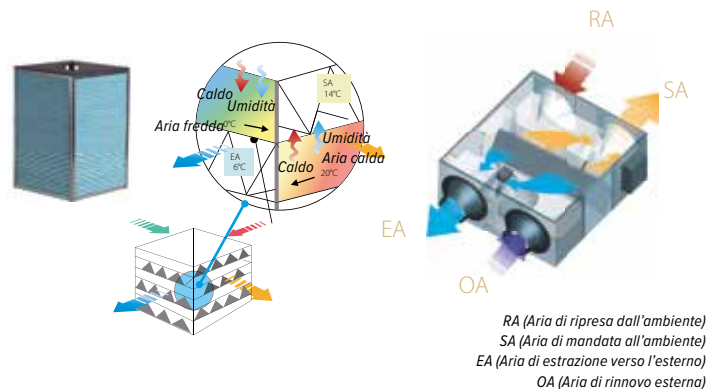 RA
SA
SA
14°C
Caldo
Umidità
Aria fredda
0°C
Umidità
EA
6°C
Aria calda
Caldo
20°C
EA
OA
RA (Aria di ripresa dall'ambiente)
SA (Aria di mandata all'ambiente)
EA (Aria di estrazione verso l'esterno)
OA (Aria di rinnovo esterna)